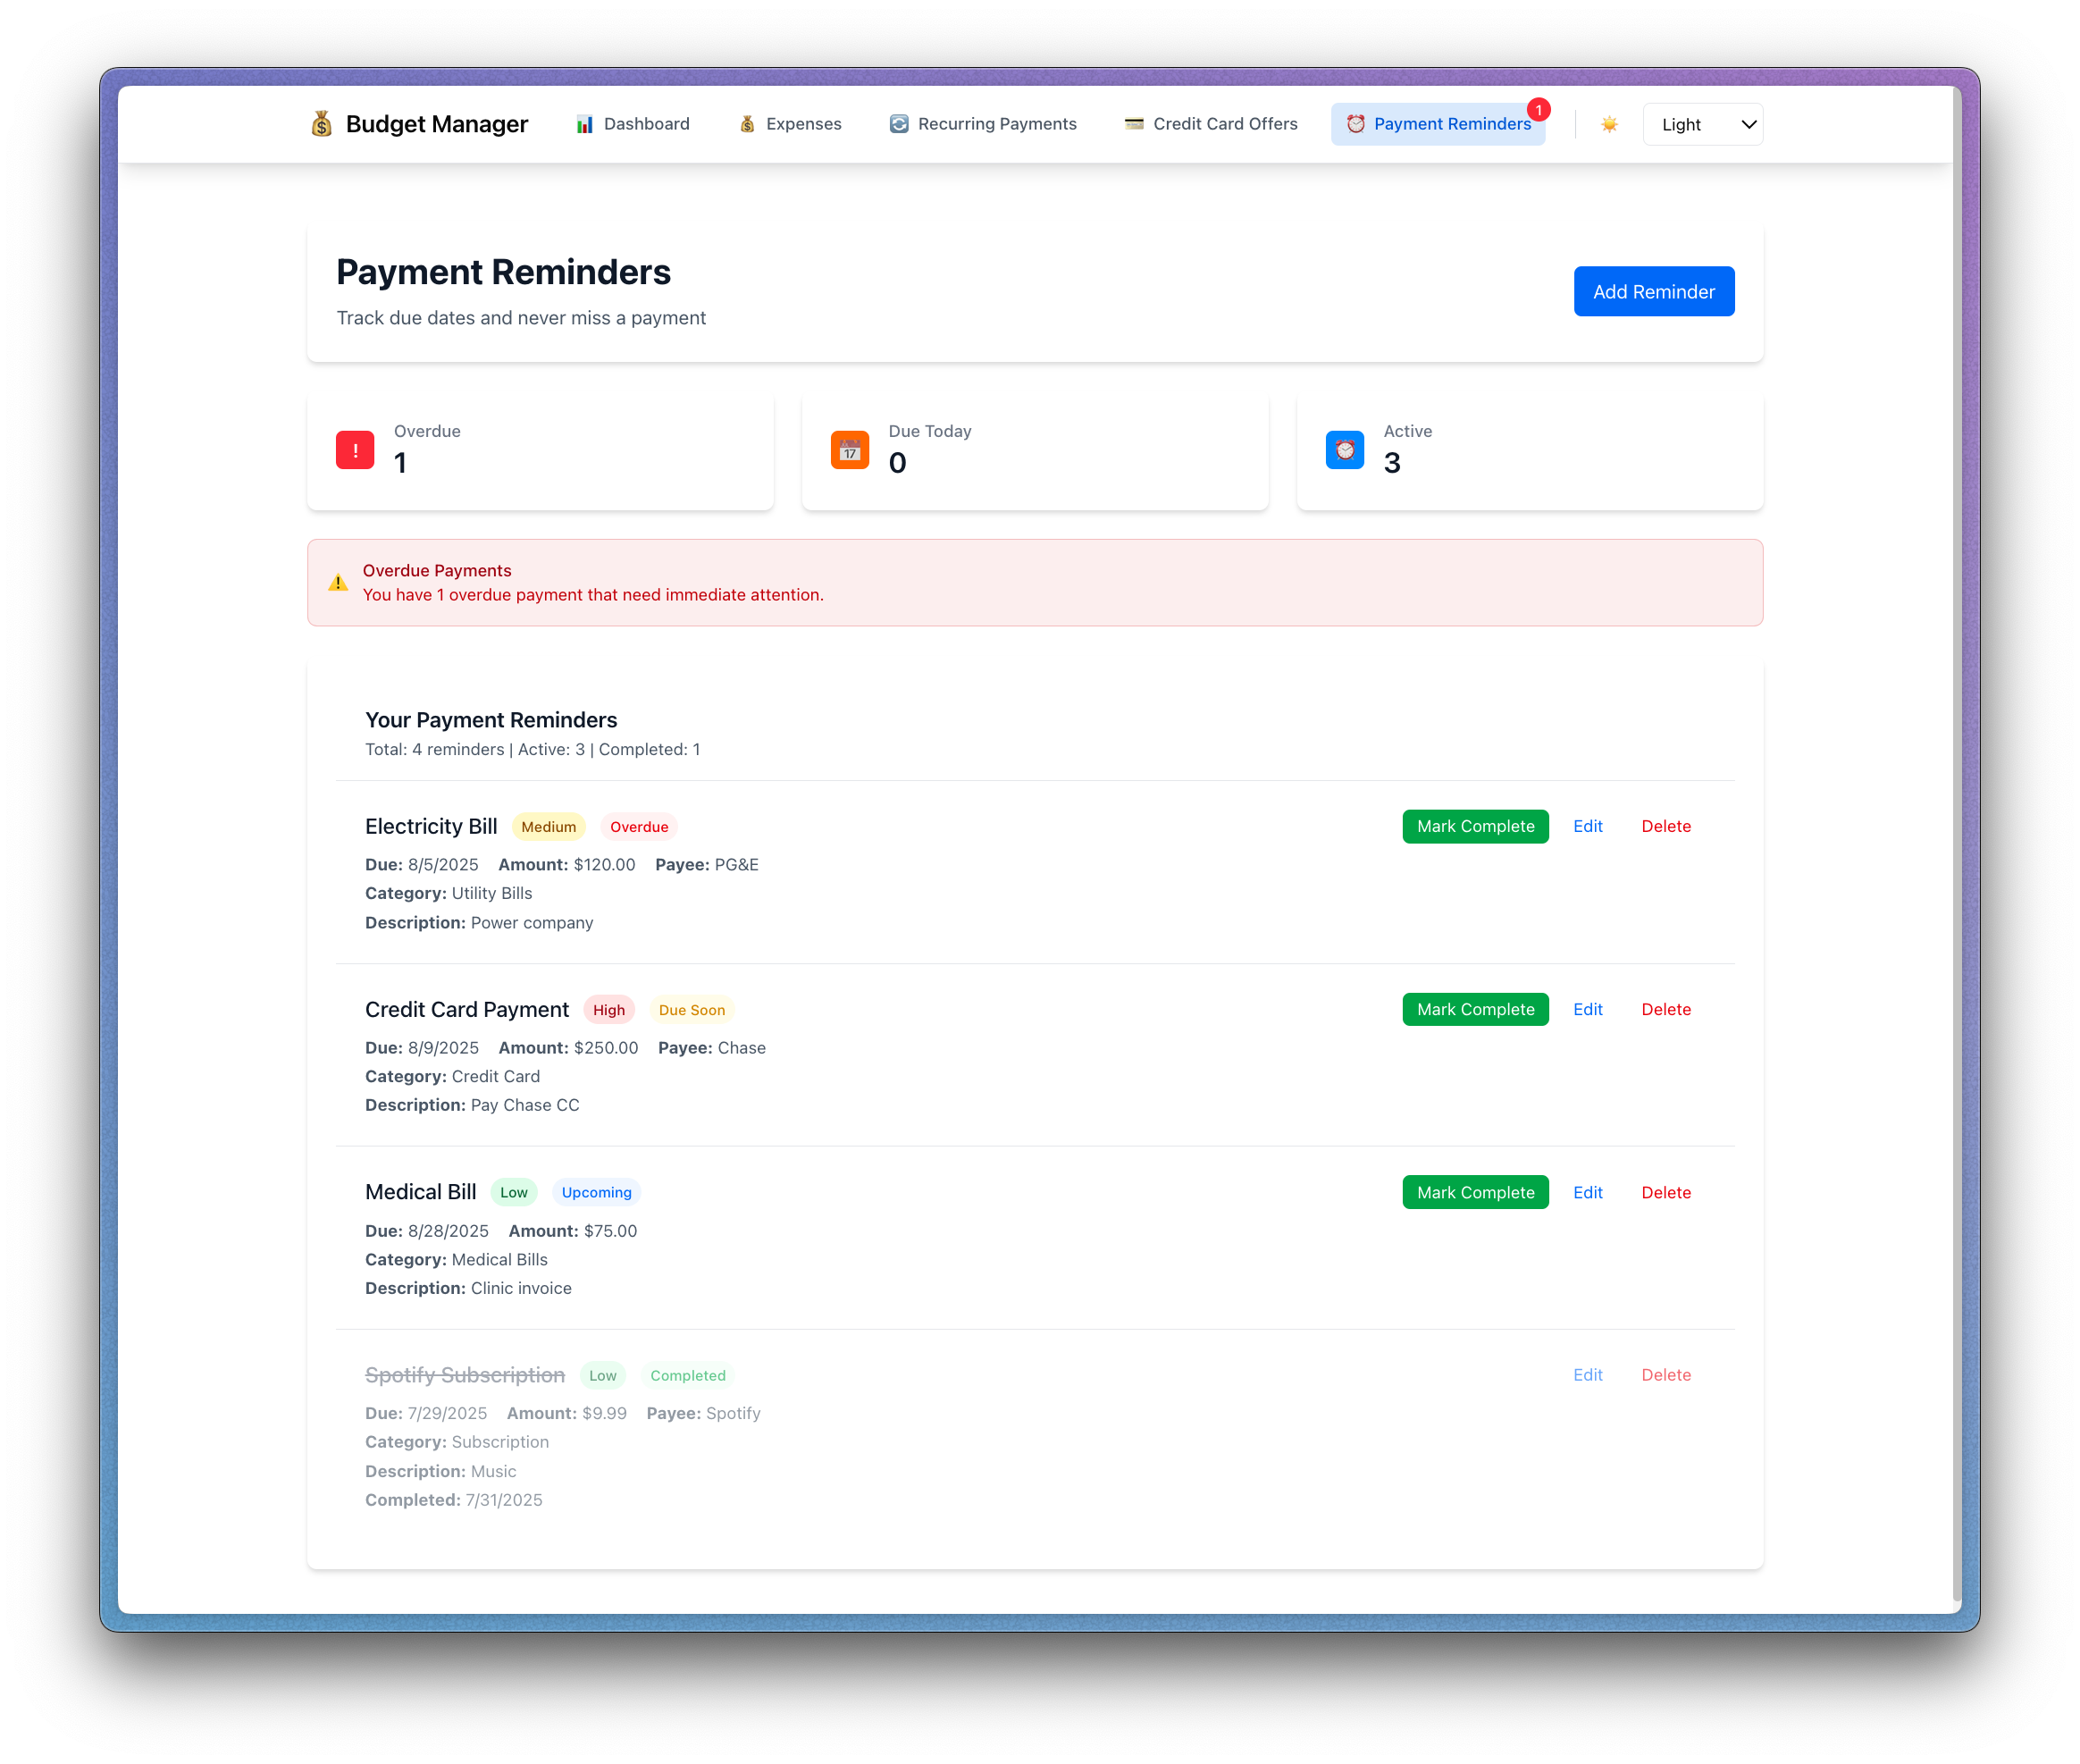 💰 Budget Manager 📊 Dashboard 💰 Expenses 🔄 Recurring Payments 💳 Credit Card Offers ⏰ Payment Reminders 1 ☀️ Light
Payment Reminders
Add Reminder
Track due dates and never miss a payment
! Overdue
1
17 Due Today
0
Active
3
Overdue Payments
You have 1 overdue payment that need immediate attention.
Your Payment Reminders
Total: 4 reminders | Active: 3 | Completed: 1
Electricity Bill Medium Overdue Mark Complete Edit Delete
Due: 8/5/2025 Amount: $120.00 Payee: PG&E
Category: Utility Bills
Description: Power company
Credit Card Payment High Due Soon Mark Complete Edit Delete
Due: 8/9/2025 Amount: $250.00 Payee: Chase
Category: Credit Card
Description: Pay Chase CC
Medical Bill Low Upcoming Mark Complete Edit Delete
Due: 8/28/2025 Amount: $75.00
Category: Medical Bills
Description: Clinic invoice
Spotify Subscription Low Completed Edit Delete
Due: 7/29/2025 Amount: $9.99 Payee: Spotify
Category: Subscription
Description: Music
Completed: 7/31/2025